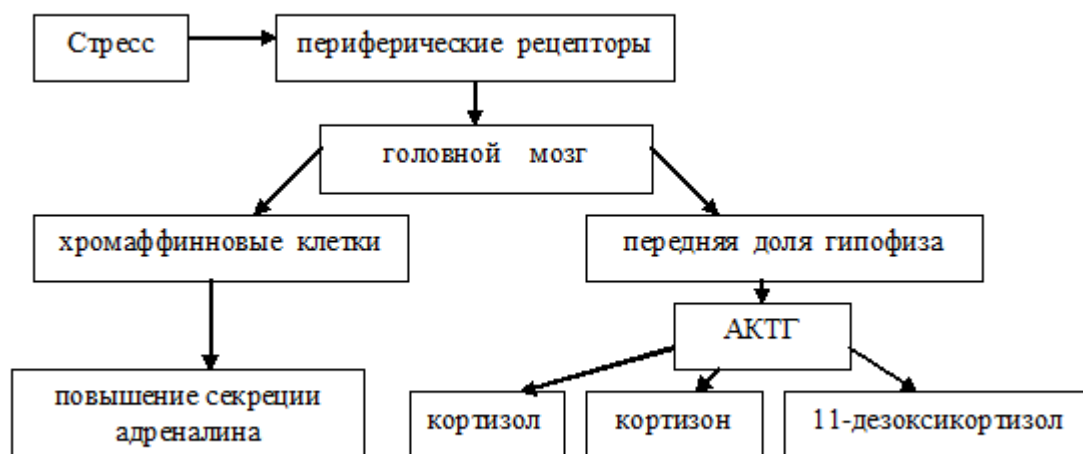 Стресс
периферические рецепторы
головной мозг
хромаффинновые клетки
передняя доля гипофиза
АКТГ
повышение секреции
адреналина
кортизол
кортизон
11-дезоксикортизол